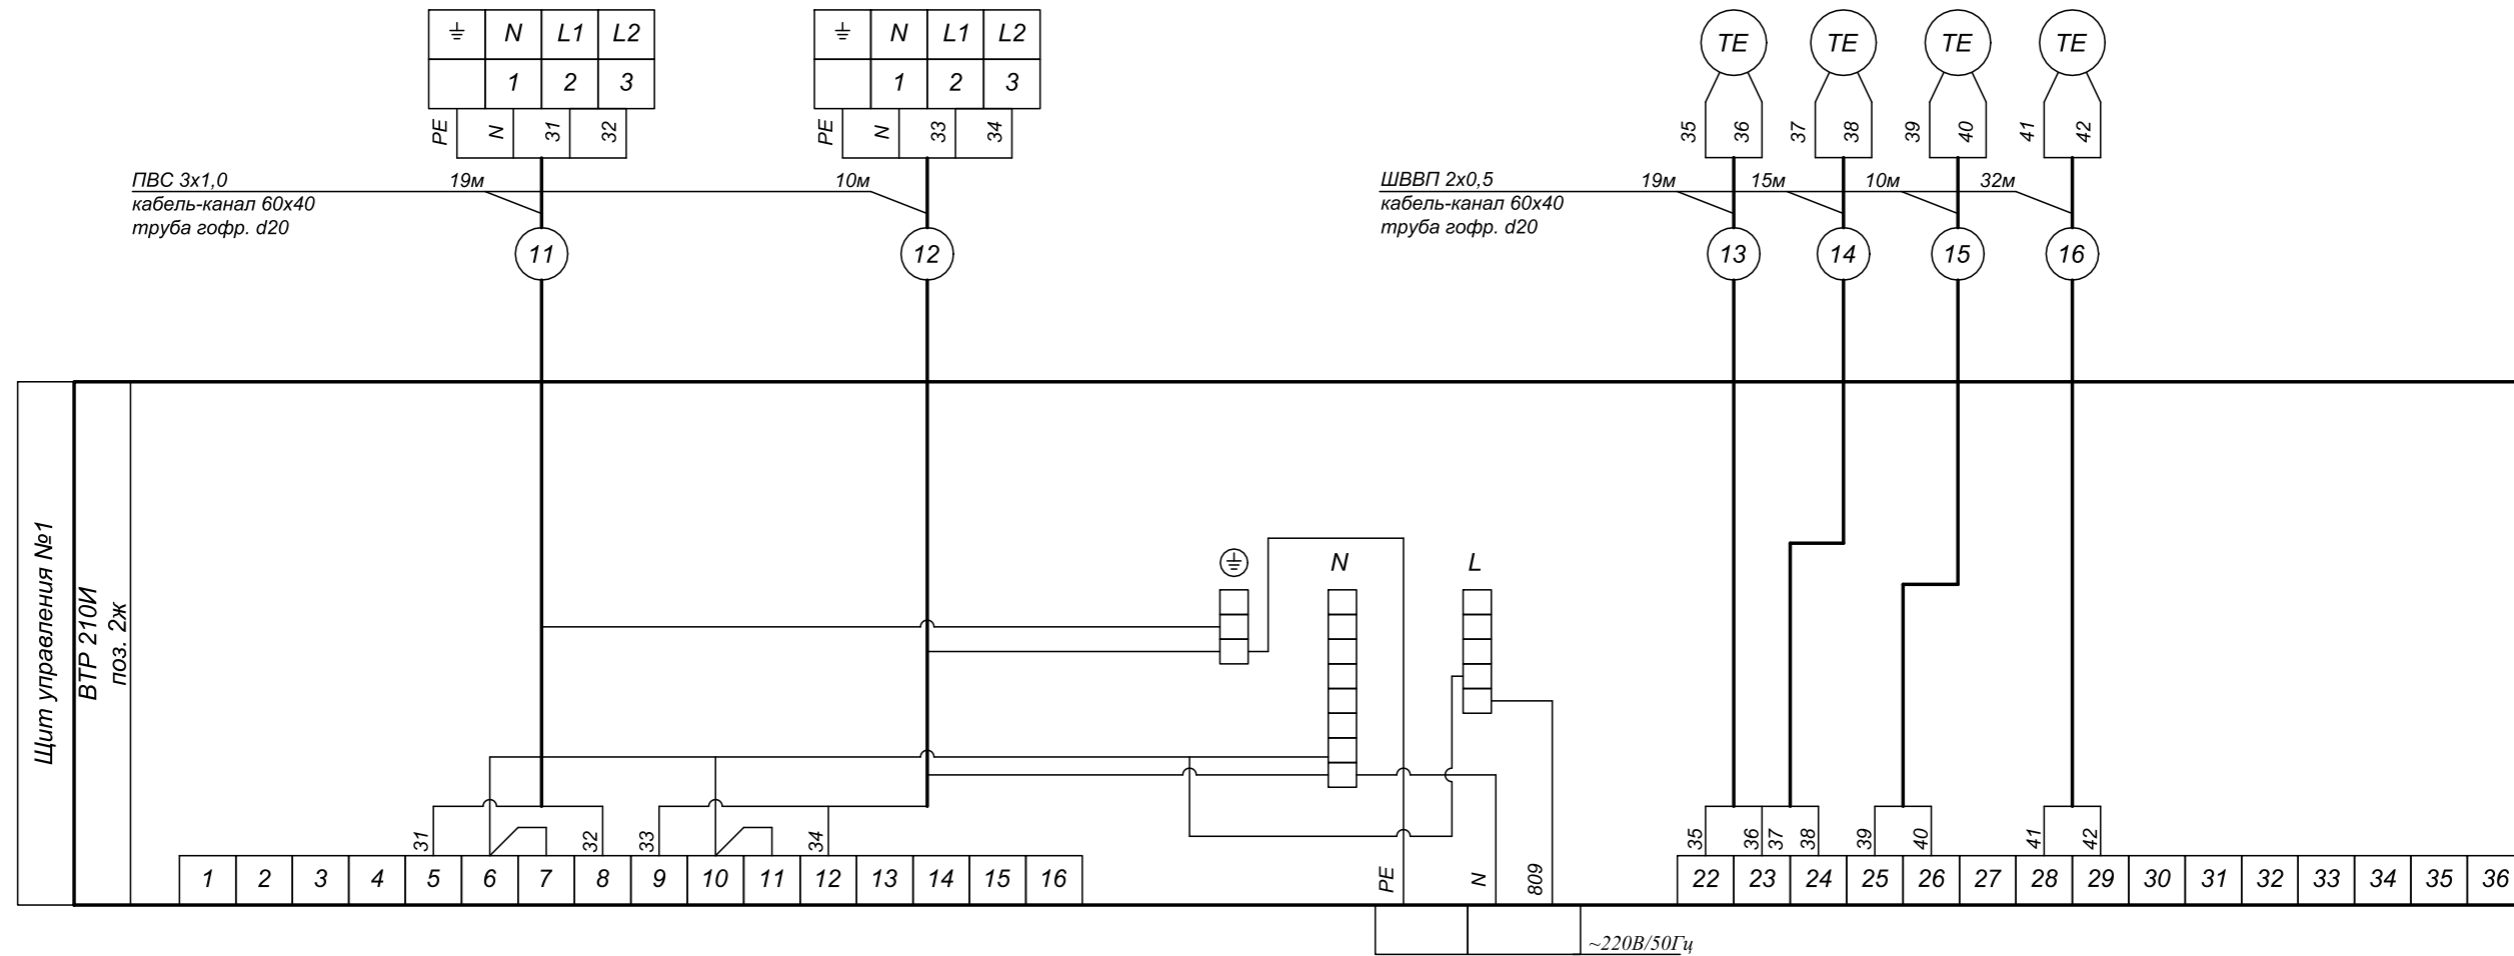 ⏚ N L1 L2
1 2 3
PE N 31 32
⏚ N L1 L2
1 2 3
PE N 33 34
ТЕ ТЕ ТЕ ТЕ
35 36 37 38 39 40 41 42
ПВС 3х1,0 19м 10м
кабель-канал 60х40
труба гофр. d20
ШВВП 2х0,5 19м 15м 10м 32м
кабель-канал 60х40
труба гофр. d20
11 12 13 14 15 16
Щит управления №1
ВТР 210И
поз. 2ж
⏚ N L
31 32 33 34
PE N 809
35 36 37 38 39 40 41 42
1 2 3 4 5 6 7 8 9 10 11 12 13 14 15 16
22 23 24 25 26 27 28 29 30 31 32 33 34 35 36
~220В/50Гц